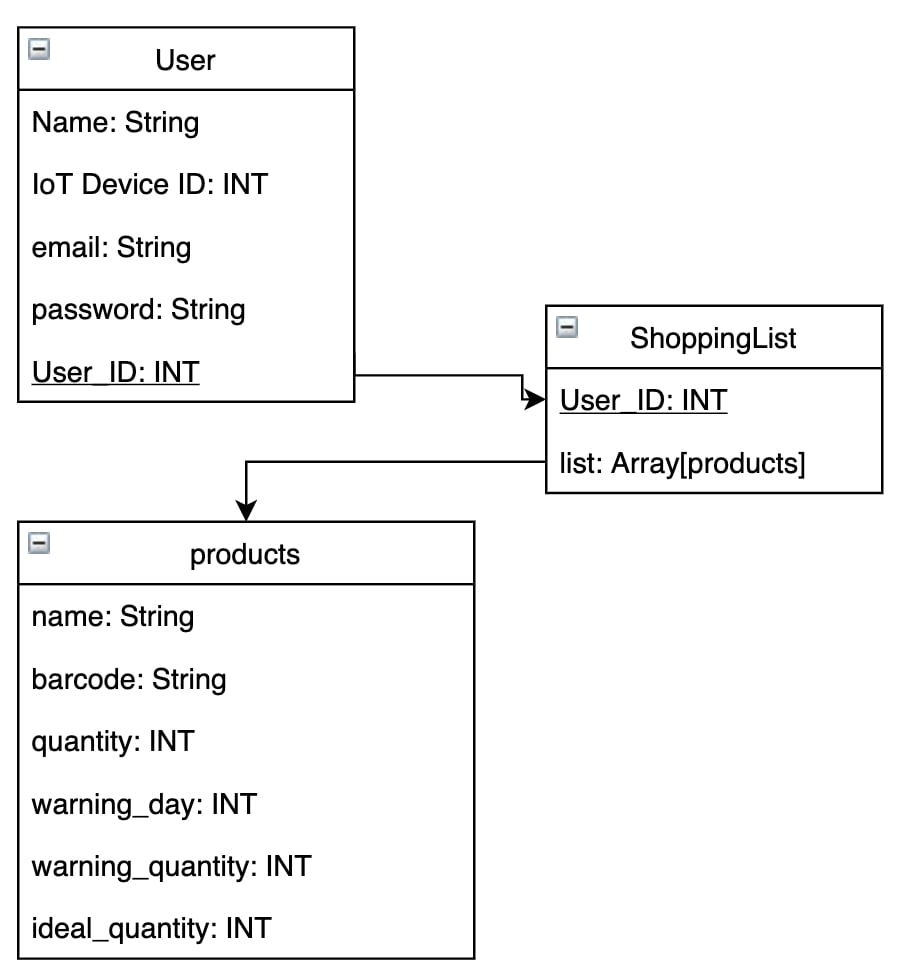 User
Name: String
IoT Device ID: INT
email: String
password: String
User_ID: INT
ShoppingList
User_ID: INT
list: Array[products]
products
name: String
barcode: String
quantity: INT
warning_day: INT
warning_quantity: INT
ideal_quantity: INT